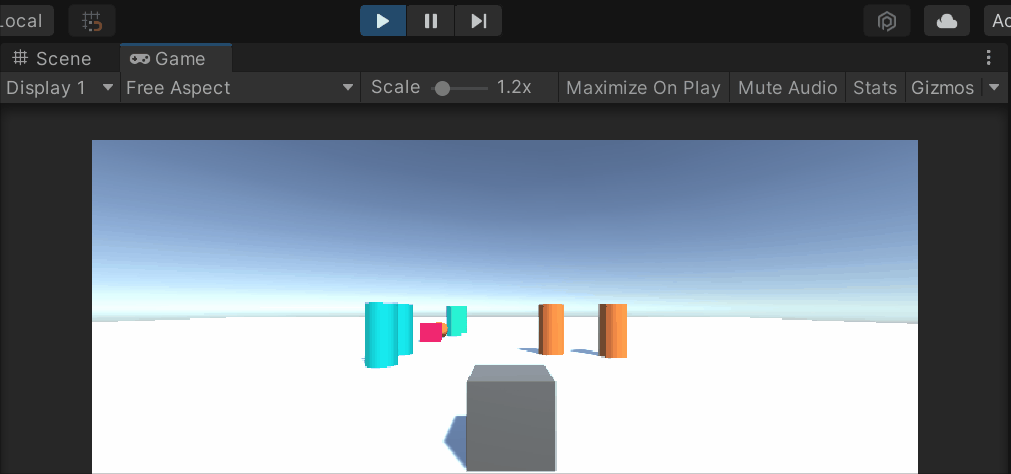 Local
Ac
Scene Game
Display 1 Free Aspect Scale 1.2x Maximize On Play Mute Audio Stats Gizmos